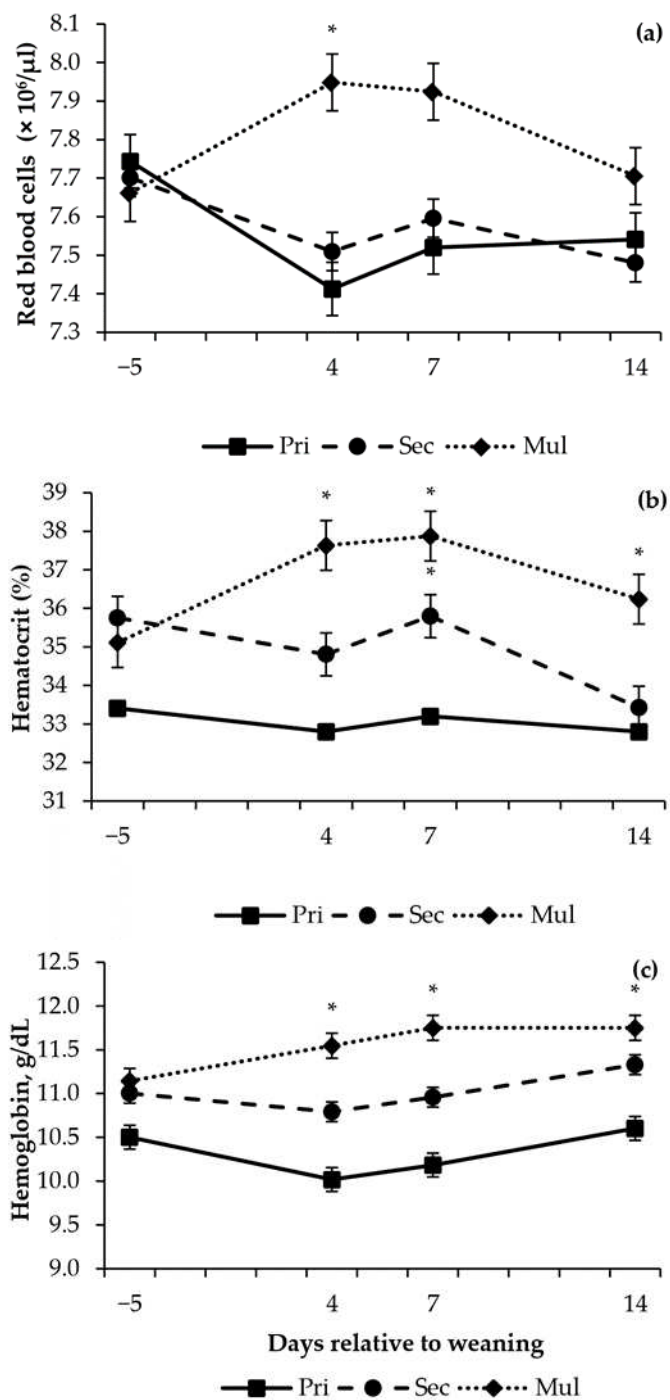 (a)
Red blood cells (× 10⁶/µl)
8.1
8.0
7.9
7.8
7.7
7.6
7.5
7.4
7.3
*
−5 4 7 14
Pri Sec Mul
(b)
Hematocrit (%)
39
38
37
36
35
34
33
32
31
* *
*
*
−5 4 7 14
Pri Sec Mul
(c)
Hemoglobin, g/dL
12.5
12.0
11.5
11.0
10.5
10.0
9.5
9.0
* * *
−5 4 7 14
Days relative to weaning
Pri Sec Mul